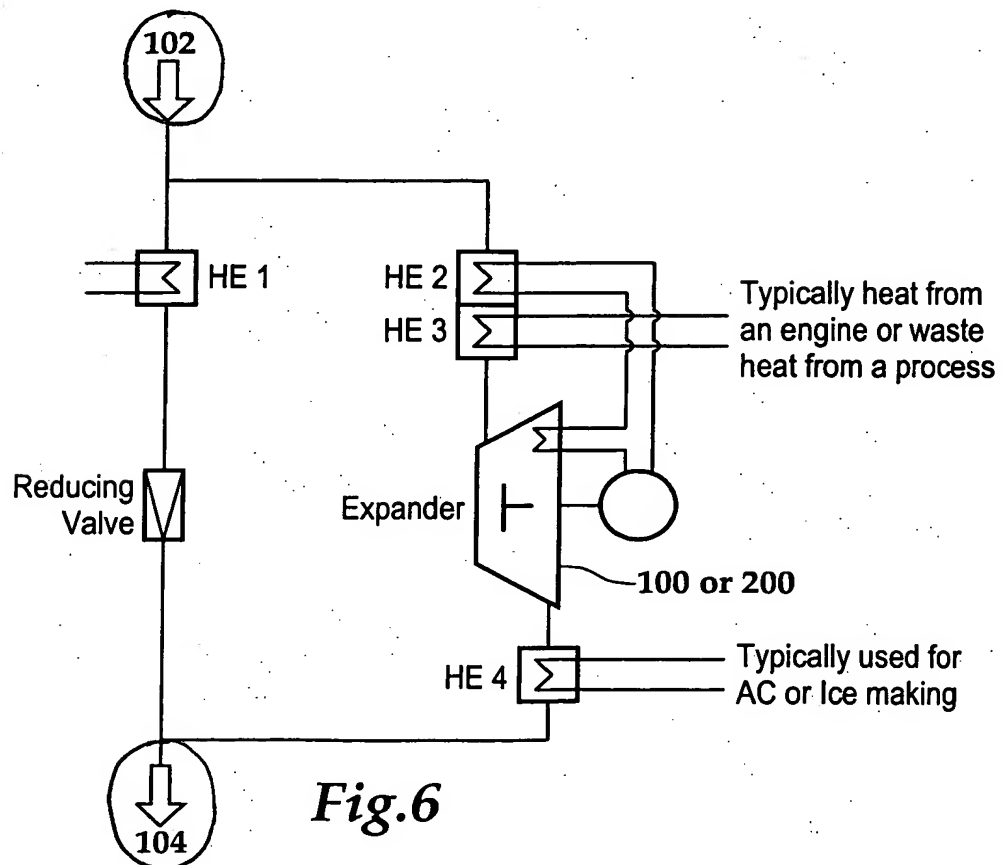 102
HE 1
HE 2
HE 3
Typically heat from
an engine or waste
heat from a process
Reducing
Valve
Expander
100 or 200
HE 4
Typically used for
AC or Ice making
104
Fig.6